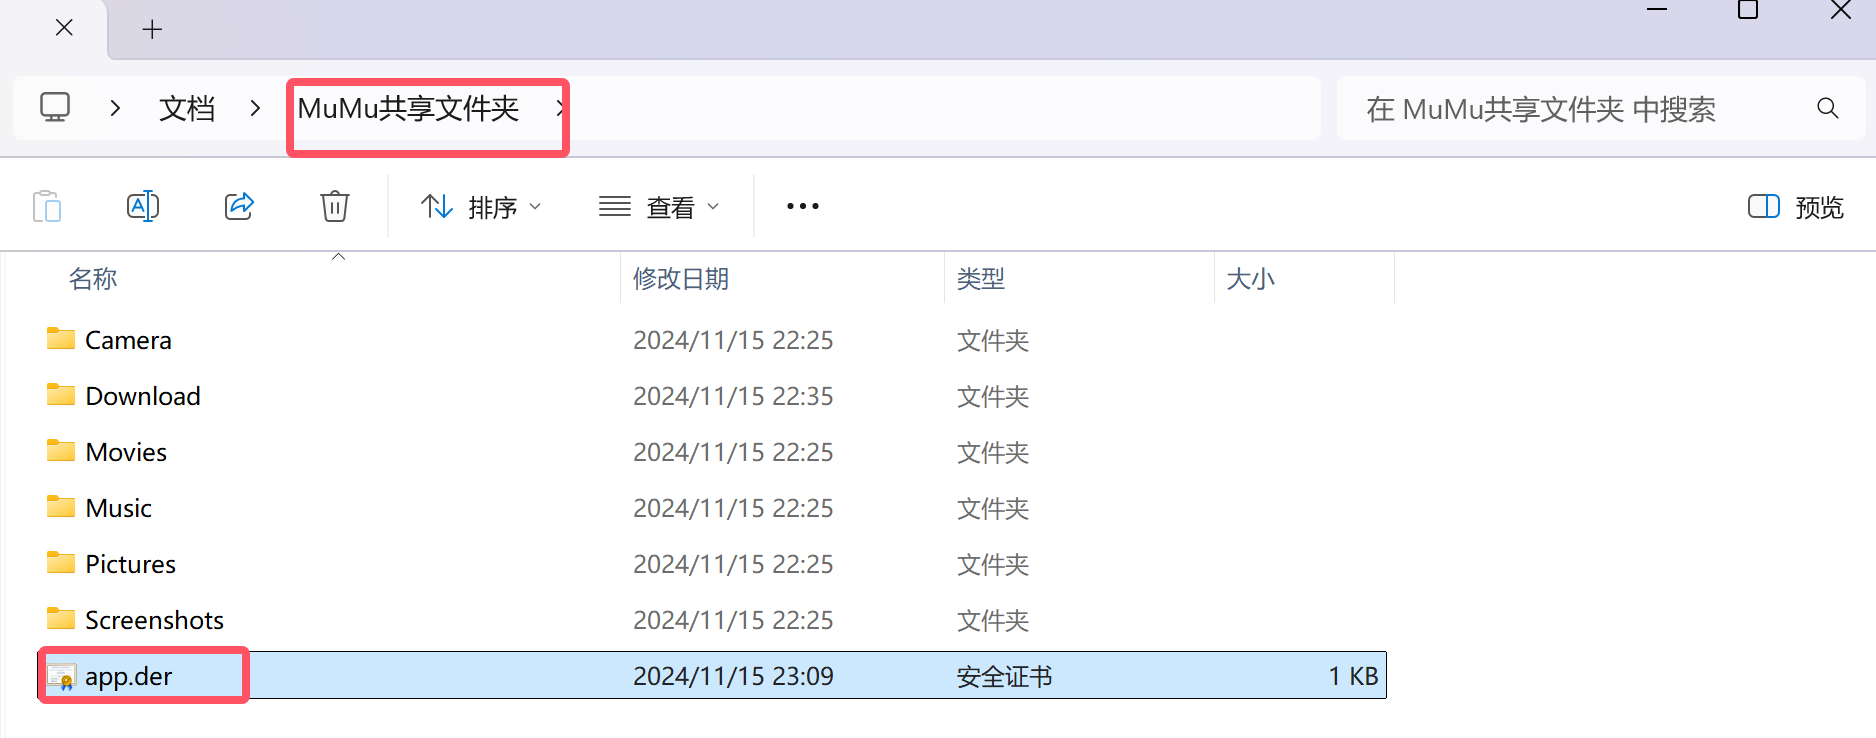 文档 MuMu共享文件夹 在 MuMu共享文件夹 中搜索
A 排序 查看 ••• 预览
名称 修改日期 类型 大小
Camera 2024/11/15 22:25 文件夹
Download 2024/11/15 22:35 文件夹
Movies 2024/11/15 22:25 文件夹
Music 2024/11/15 22:25 文件夹
Pictures 2024/11/15 22:25 文件夹
Screenshots 2024/11/15 22:25 文件夹
app.der 2024/11/15 23:09 安全证书 1 KB